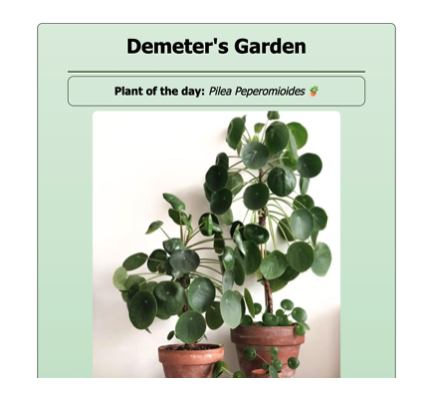 Demeter's Garden
Plant of the day: Pilea Peperomioides 🪴